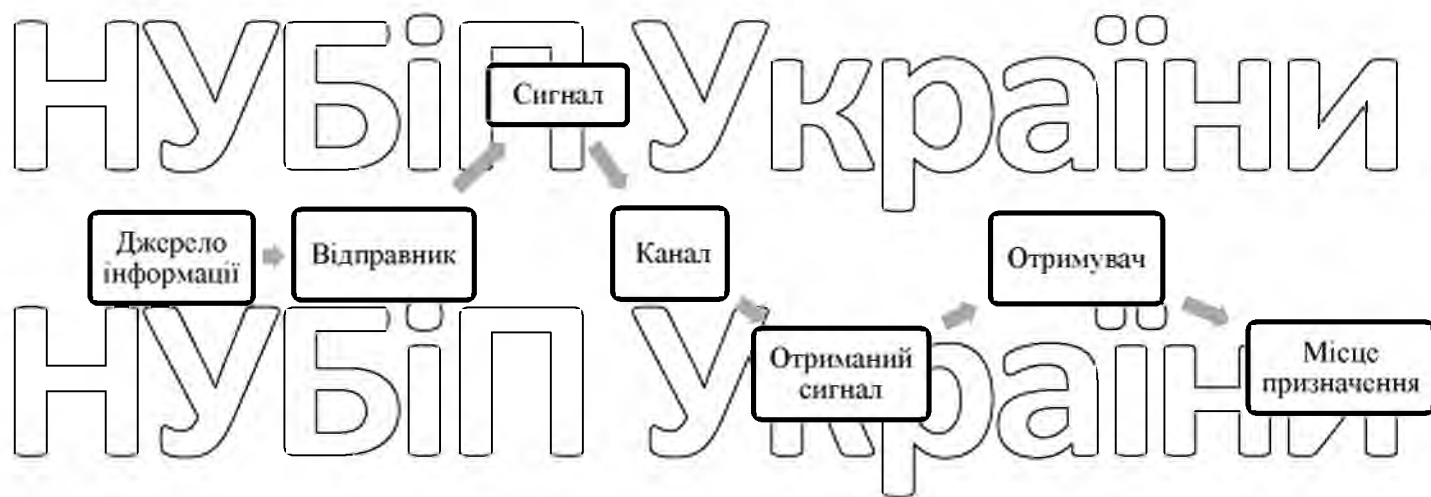 НУБіП України
Сигнал
Джерело
інформації
Відправник
Канал
Отримувач
НУБіП України
Отриманий
сигнал
Місце
призначення